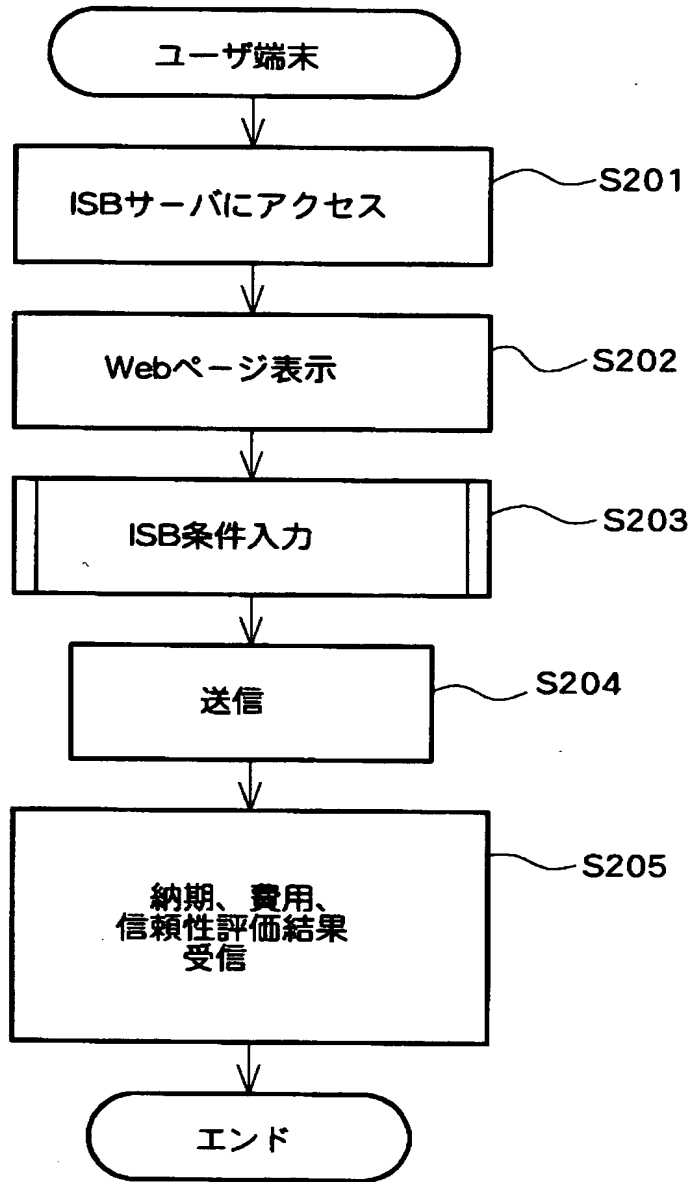 ユーザ端末
ISBサーバにアクセス
S201
Webページ表示
S202
ISB条件入力
S203
送信
S204
納期、費用、
信頼性評価結果
受信
S205
エンド